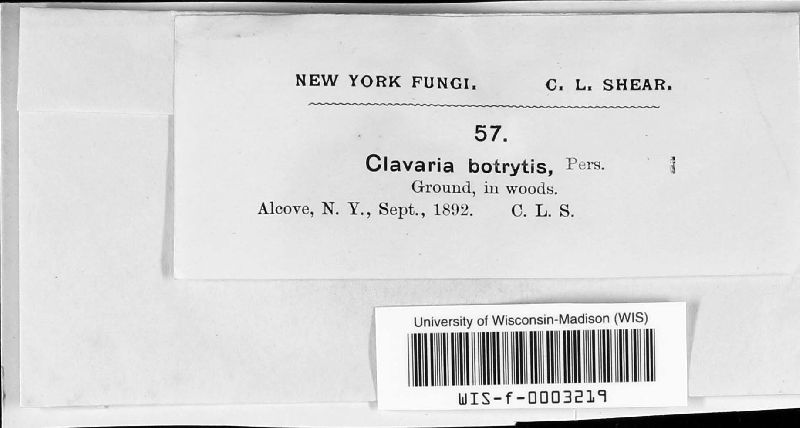 NEW YORK FUNGI. C. L. SHEAR.
57.
Clavaria botrytis, Pers.
Ground, in woods.
Alcove, N. Y., Sept., 1892. C. L. S.
University of Wisconsin-Madison (WIS)
WIS-f-0003219